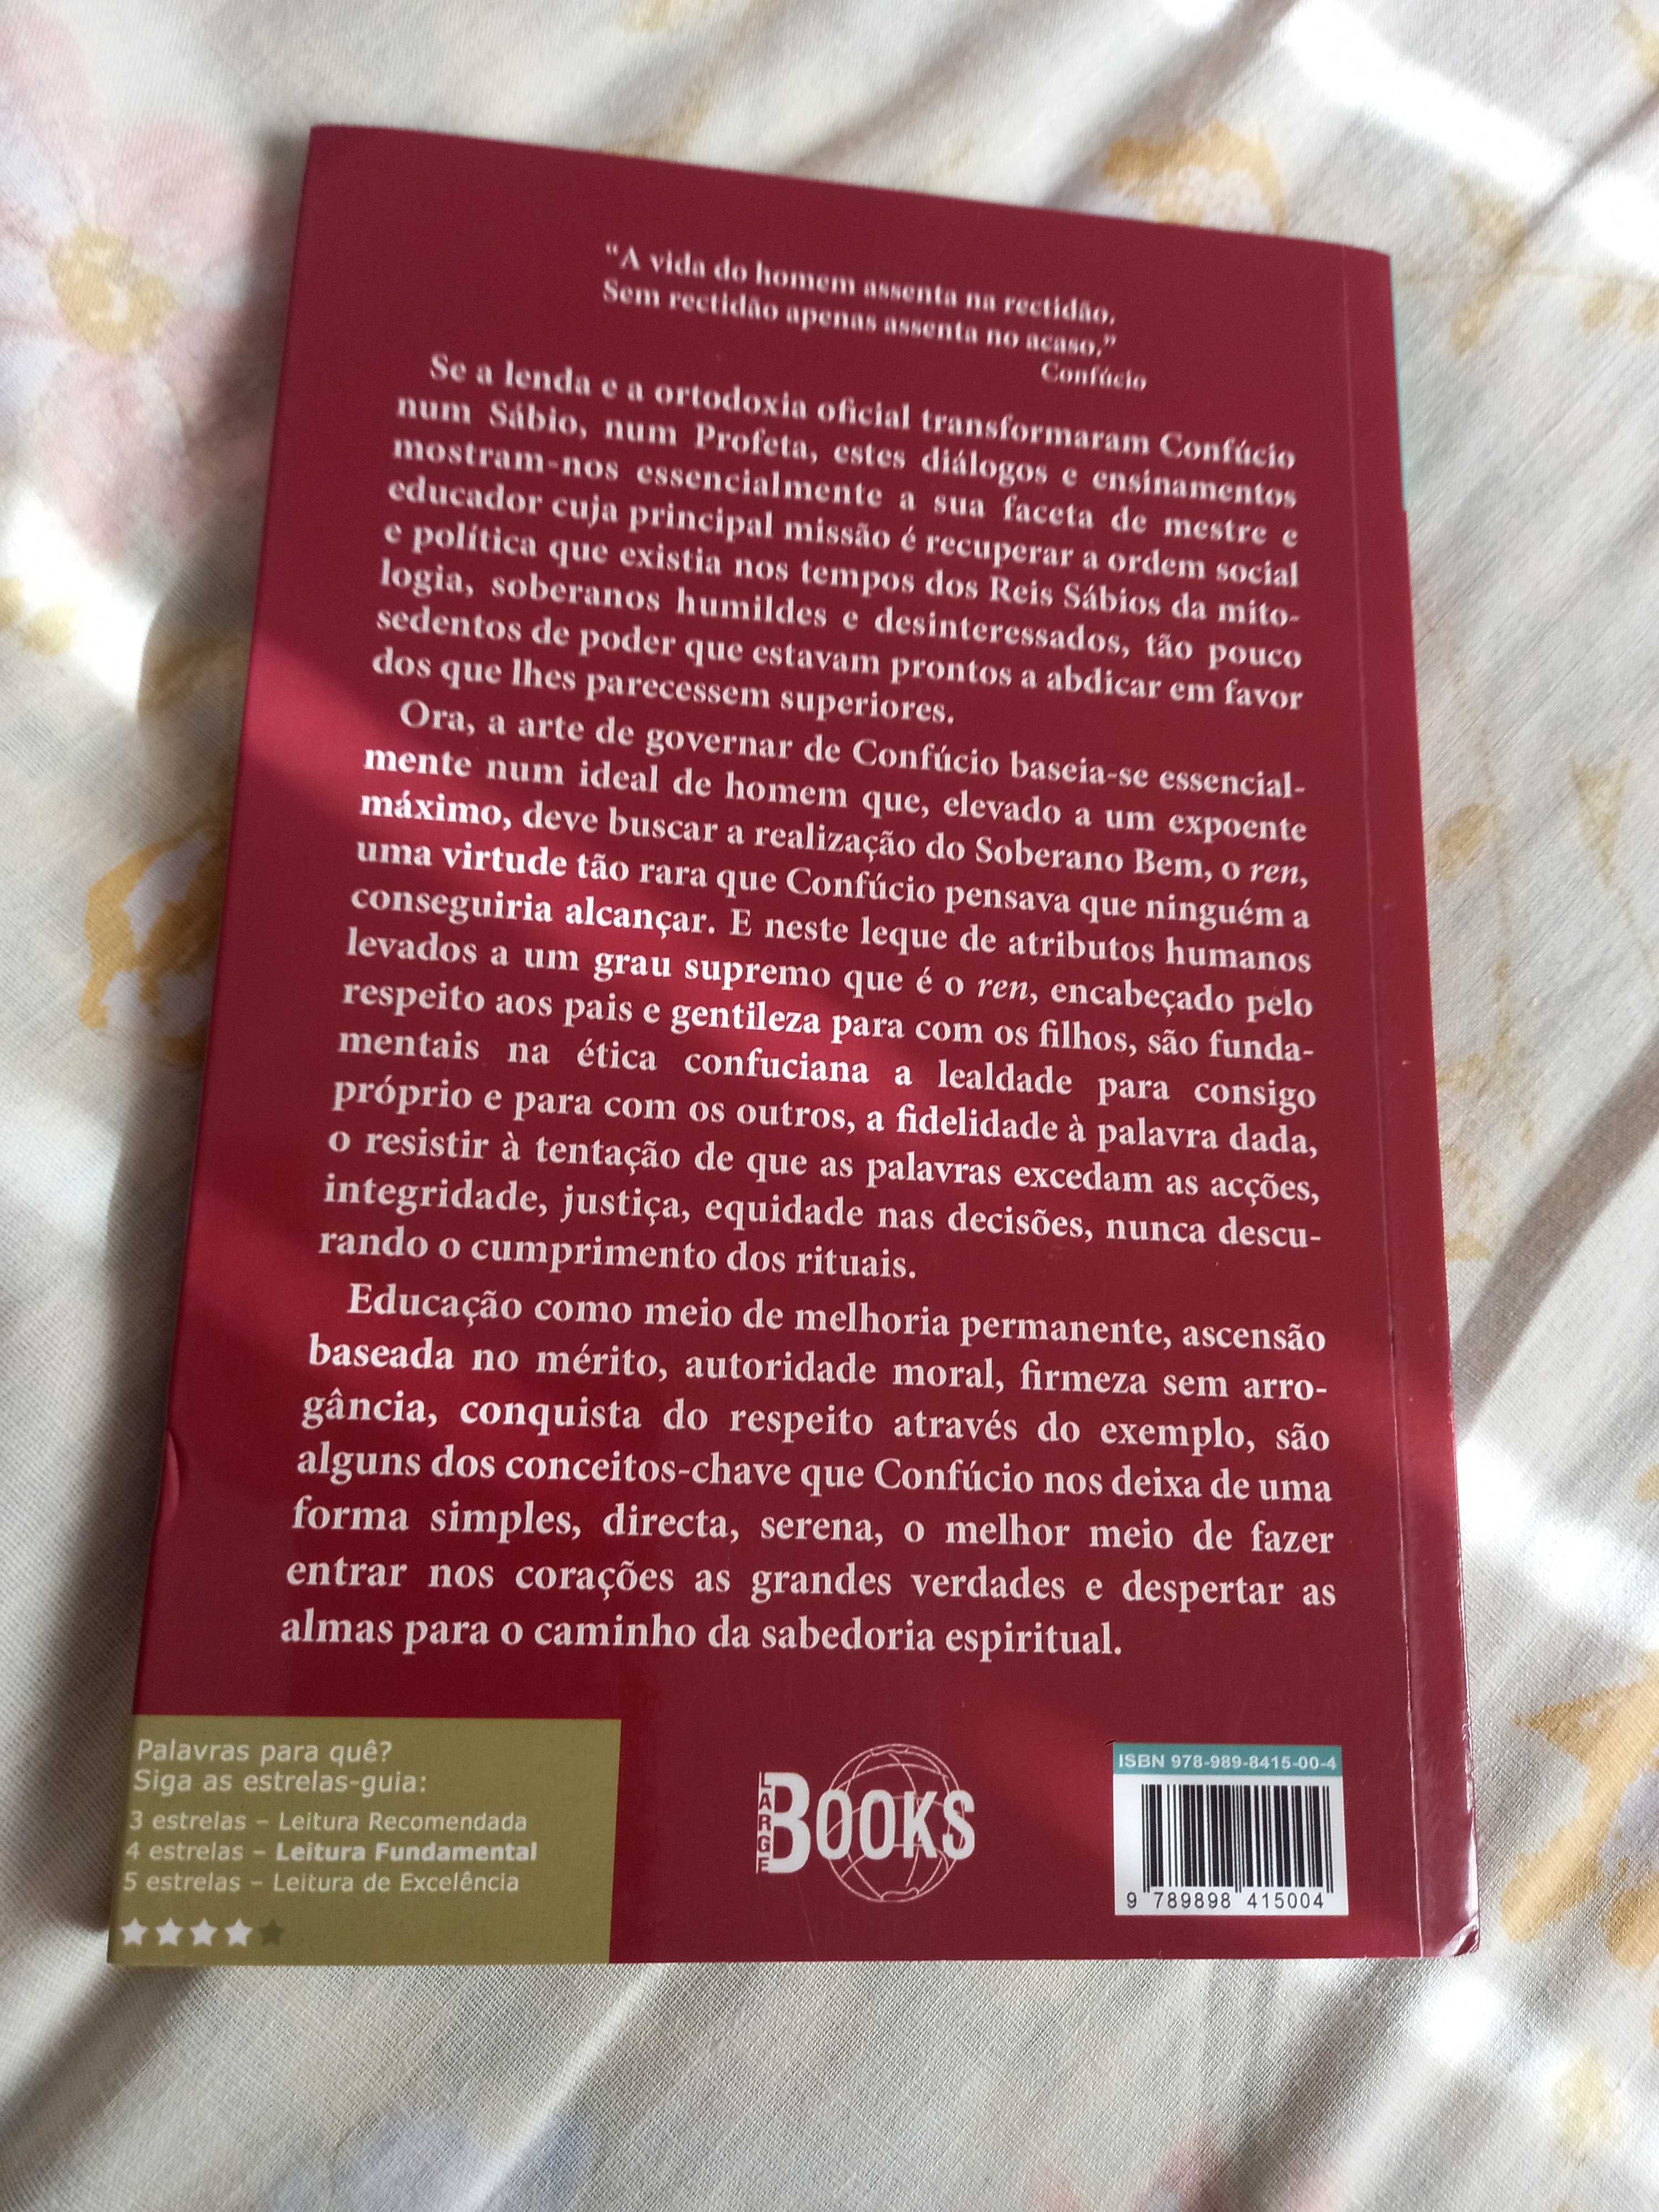 “A vida do homem assenta na rectidão.
Sem rectidão apenas assenta no acaso.”
Confúcio
Se a lenda e a ortodoxia oficial transformaram Confúcio
num Sábio, num Profeta, estes diálogos e ensinamentos
mostram-nos essencialmente a sua faceta de mestre e
educador cuja principal missão é recuperar a ordem social
e política que existia nos tempos dos Reis Sábios da mito-
logia, soberanos humildes e desinteressados, tão pouco
sedentos de poder que estavam prontos a abdicar em favor
dos que lhes parecessem superiores.
Ora, a arte de governar de Confúcio baseia-se essencial-
mente num ideal de homem que, elevado a um expoente
máximo, deve buscar a realização do Soberano Bem, o ren,
uma virtude tão rara que Confúcio pensava que ninguém a
conseguiria alcançar. E neste leque de atributos humanos
levados a um grau supremo que é o ren, encabeçado pelo
respeito aos pais e gentileza para com os filhos, são funda-
mentais na ética confuciana a lealdade para consigo
próprio e para com os outros, a fidelidade à palavra dada,
o resistir à tentação de que as palavras excedam as acções,
integridade, justiça, equidade nas decisões, nunca descu-
rando o cumprimento dos rituais.
Educação como meio de melhoria permanente, ascensão
baseada no mérito, autoridade moral, firmeza sem arro-
gância, conquista do respeito através do exemplo, são
alguns dos conceitos-chave que Confúcio nos deixa de uma
forma simples, directa, serena, o melhor meio de fazer
entrar nos corações as grandes verdades e despertar as
almas para o caminho da sabedoria espiritual.
Palavras para quê?
Siga as estrelas-guia:
3 estrelas – Leitura Recomendada
4 estrelas – Leitura Fundamental
5 estrelas – Leitura de Excelência
LARGE
BOOKS
ISBN 978-989-8415-00-4
9 789898 415004